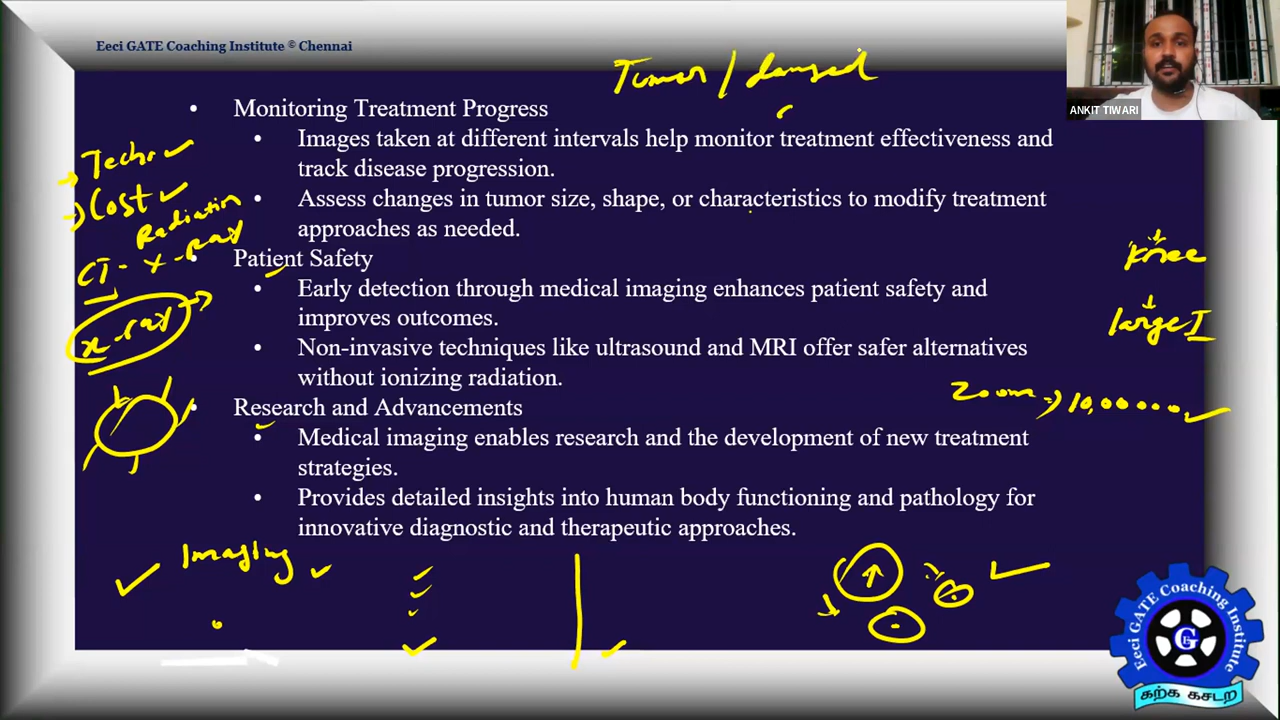 Eeci GATE Coaching Institute © Chennai
ANKIT TIWARI
Tumor /
• Monitoring Treatment Progress
• Images taken at different intervals help monitor treatment effectiveness and
track disease progression.
• Assess changes in tumor size, shape, or characteristics to modify treatment
approaches as needed.
• Patient Safety
• Early detection through medical imaging enhances patient safety and
improves outcomes.
• Non-invasive techniques like ultrasound and MRI offer safer alternatives
without ionizing radiation.
• Research and Advancements
• Medical imaging enables research and the development of new treatment
strategies.
• Provides detailed insights into human body functioning and pathology for
innovative diagnostic and therapeutic approaches.
Cost
Radiation
CT - X-ray
x-ray
Knee
large I
Zoom
Imaging
Eeci GATE Coaching Institute
கற்க கசடற